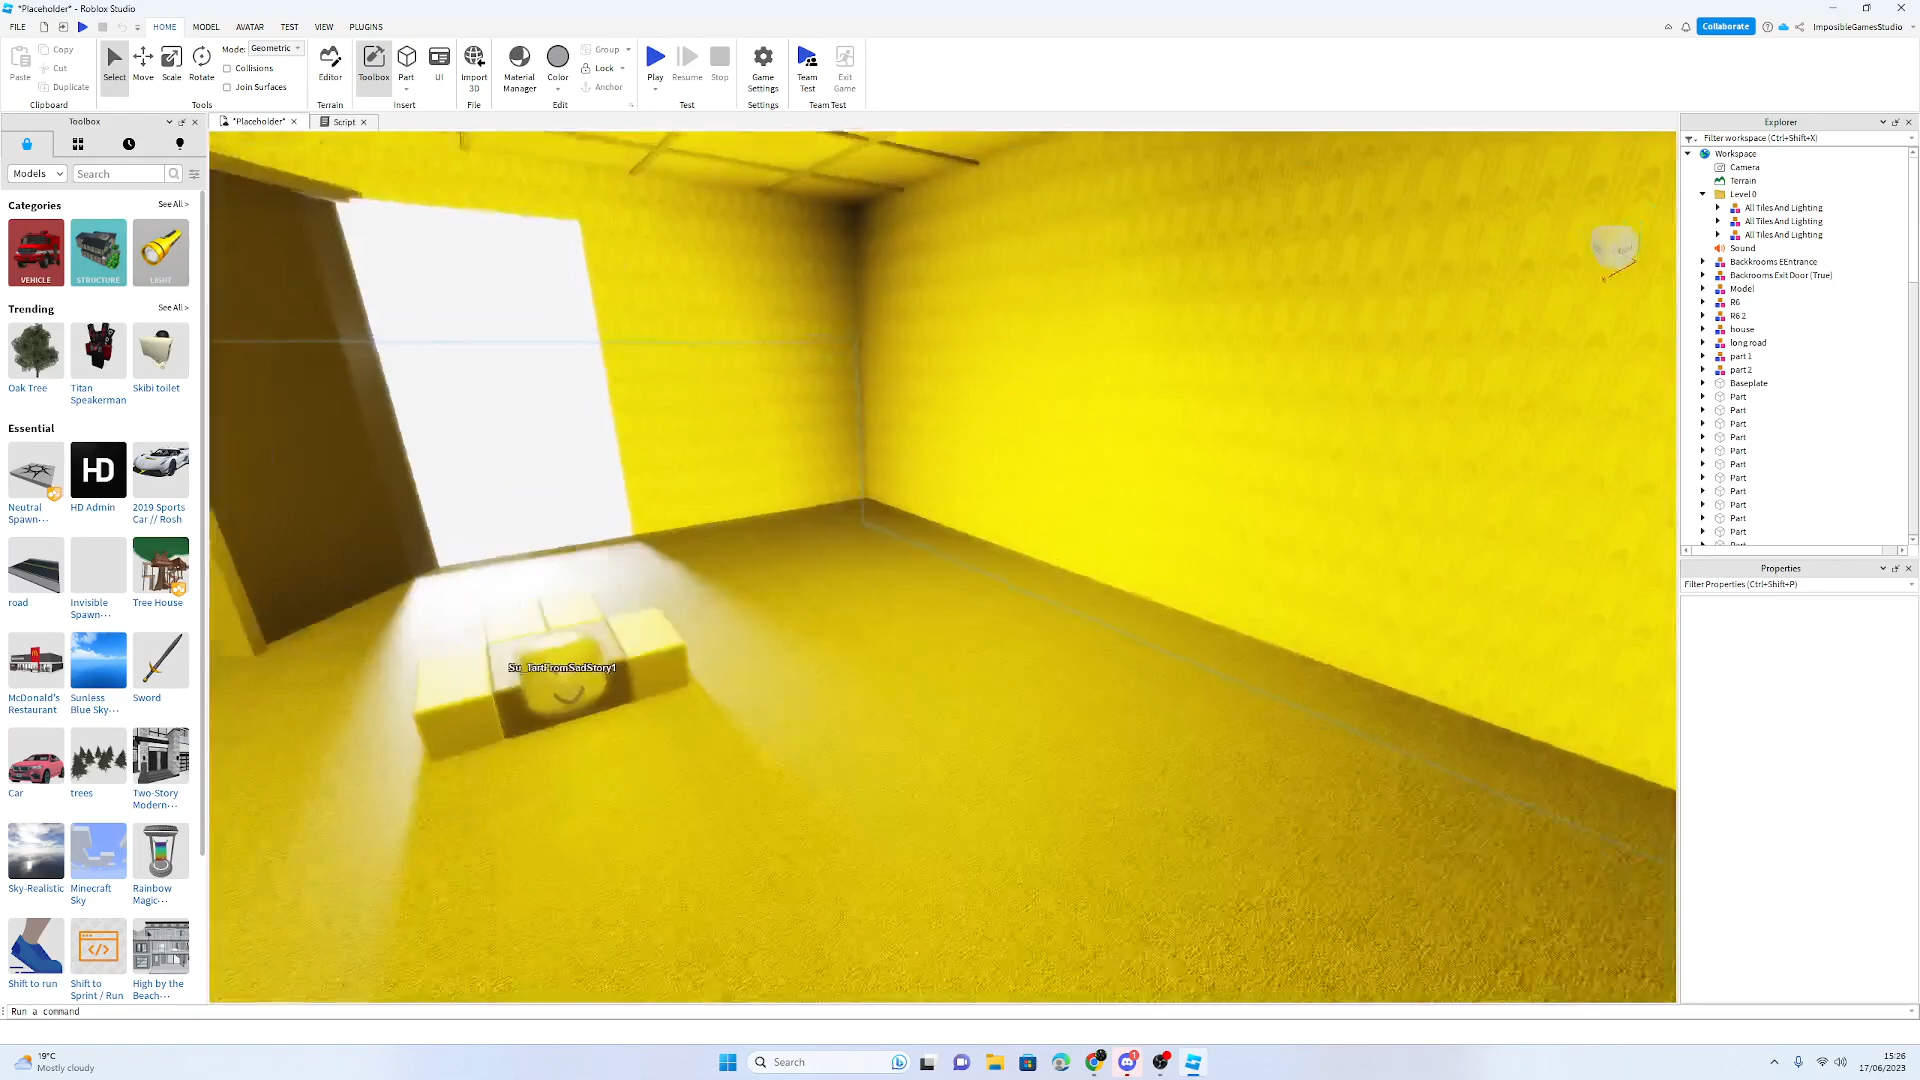 *Placeholder* - Roblox Studio
FILE HOME MODEL AVATAR TEST VIEW PLUGINS
Collaborate ImposibleGamesStudio
Paste Copy Cut Duplicate Clipboard
Select Move Scale Rotate Mode: Geometric Collisions Join Surfaces Tools
Editor Terrain
Toolbox Part UI Insert
Import 3D File
Material Manager Color Group Lock Anchor Edit
Play Resume Stop Test
Game Settings Settings
Team Test Exit Game Team Test
Toolbox
*Placeholder* Script
Models Search
Categories See All >
VEHICLE STRUCTURE LIGHT
Trending See All >
Oak Tree
Titan Speakerman
Skibi toilet
Essential
HD
Neutral Spawn...
HD Admin
2019 Sports Car // Rosh
road
Invisible Spawn...
Tree House
McDonald's Restaurant
Sunless Blue Sky...
Sword
Car
trees
Two-Story Modern...
Sky-Realistic
Minecraft Sky
Rainbow Magic...
Shift to run
Shift to Sprint / Run
High by the Beach...
Su_TartFromSadStory1
Explorer
Filter workspace (Ctrl+Shift+X)
Workspace
Camera
Terrain
Level 0
All Tiles And Lighting
All Tiles And Lighting
All Tiles And Lighting
Sound
Backkrooms EEntrance
Backrooms Exit Door (True)
Model
R6
R6 2
house
long road
part 1
part 2
Baseplate
Part
Part
Part
Part
Part
Part
Part
Part
Part
Part
Part
Properties
Filter Properties (Ctrl+Shift+P)
Run a command
19°C
Mostly cloudy
Search
1
15:26
17/06/2023